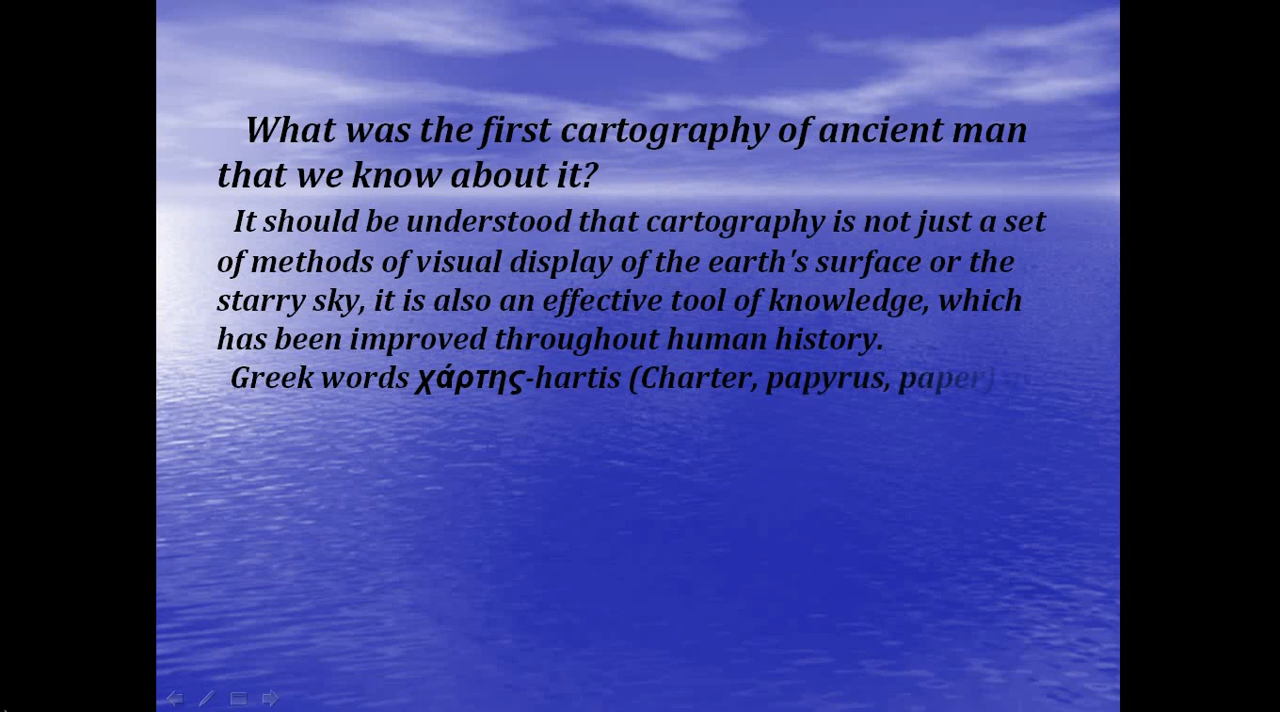 What was the first cartography of ancient man
that we know about it?
It should be understood that cartography is not just a set
of methods of visual display of the earth's surface or the
starry sky, it is also an effective tool of knowledge, which
has been improved throughout human history.
Greek words χάρτης-hartis (Charter, papyrus, paper)